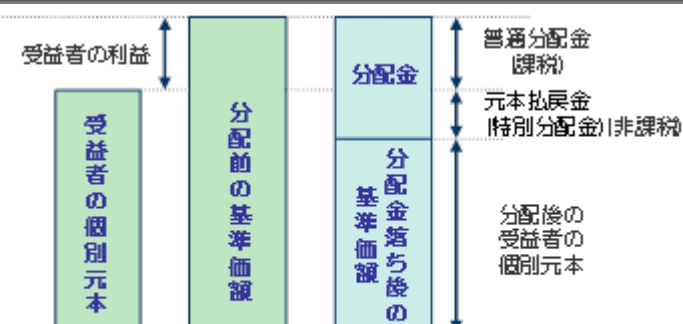 受益者の利益
受益者の個別元本
分配前の基準価額
分配金
分配金落ち後の
基準価額
普通分配金
(課税)
元本払戻金
(特別分配金)(非課税)
分配後の
受益者の
個別元本